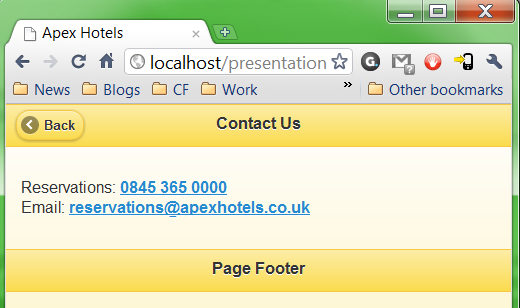 Apex Hotels
localhost/presentation
G
?
News Blogs CF Work » Other bookmarks
Back Contact Us
Reservations: 0845 365 0000
Email: reservations@apexhotels.co.uk
Page Footer